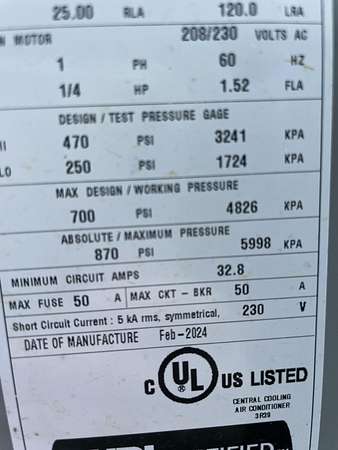 25.00 RLA 120.0 LRA
MOTOR 208/230 VOLTS AC
1 PH 60 HZ
1/4 HP 1.52 FLA
DESIGN / TEST PRESSURE GAGE
HI 470 PSI 3241 KPA
LO 250 PSI 1724 KPA
MAX DESIGN / WORKING PRESSURE
700 PSI 4826 KPA
ABSOLUTE / MAXIMUM PRESSURE
870 PSI 5998 KPA
MINIMUM CIRCUIT AMPS 32.8
MAX FUSE 50 A MAX CKT - BKR 50 A
Short Circuit Current : 5 kA rms, symmetrical, 230 V
DATE OF MANUFACTURE Feb-2024
C UL US LISTED
CENTRAL COOLING
AIR CONDITIONER
3R29